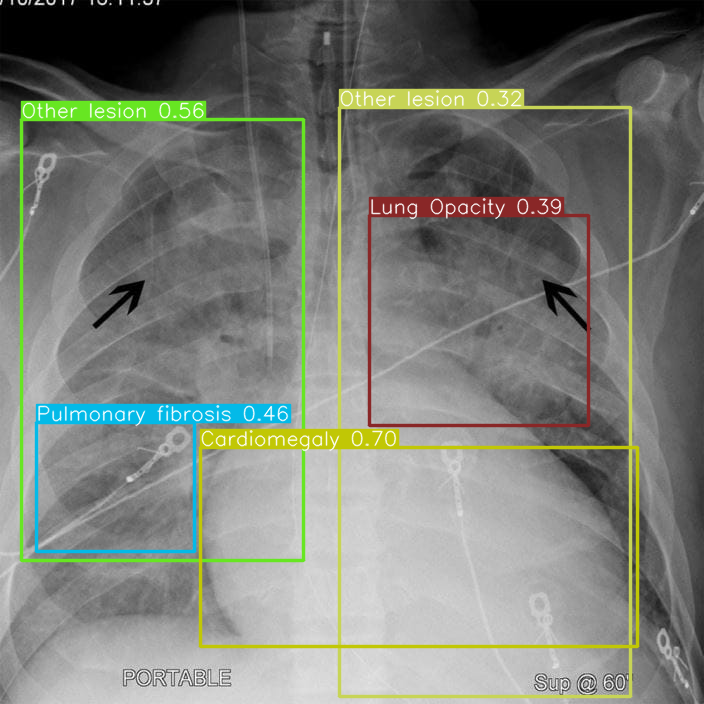 Other lesion 0.56
Other lesion 0.32
Lung Opacity 0.39
Pulmonary fibrosis 0.46
Cardiomegaly 0.70
PORTABLE
Sup @ 60°